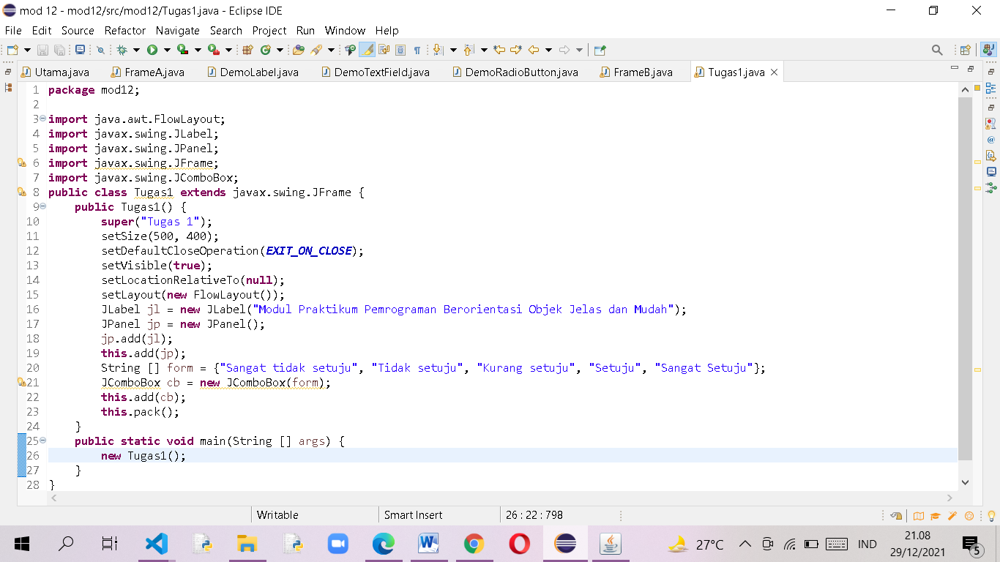 mod 12 - mod12/src/mod12/Tugas1.java - Eclipse IDE
File Edit Source Refactor Navigate Search Project Run Window Help
Utama.java FrameA.java DemoLabel.java DemoTextField.java DemoRadioButton.java FrameB.java Tugas1.java
1 package mod12;
2
3 import java.awt.FlowLayout;
4 import javax.swing.JLabel;
5 import javax.swing.JPanel;
6 import javax.swing.JFrame;
7 import javax.swing.JComboBox;
8 public class Tugas1 extends javax.swing.JFrame {
9 public Tugas1() {
10 super("Tugas 1");
11 setSize(500, 400);
12 setDefaultCloseOperation(EXIT_ON_CLOSE);
13 setVisible(true);
14 setLocationRelativeTo(null);
15 setLayout(new FlowLayout());
16 JLabel jl = new JLabel("Modul Praktikum Pemrograman Berorientasi Objek Jelas dan Mudah");
17 JPanel jp = new JPanel();
18 jp.add(jl);
19 this.add(jp);
20 String [] form = {"Sangat tidak setuju", "Tidak setuju", "Kurang setuju", "Setuju", "Sangat Setuju"};
21 JComboBox cb = new JComboBox(form);
22 this.add(cb);
23 this.pack();
24 }
25 public static void main(String [] args) {
26 new Tugas1();
27 }
28 }
Writable Smart Insert 26 : 22 : 798
27°C IND 21.08
29/12/2021 5